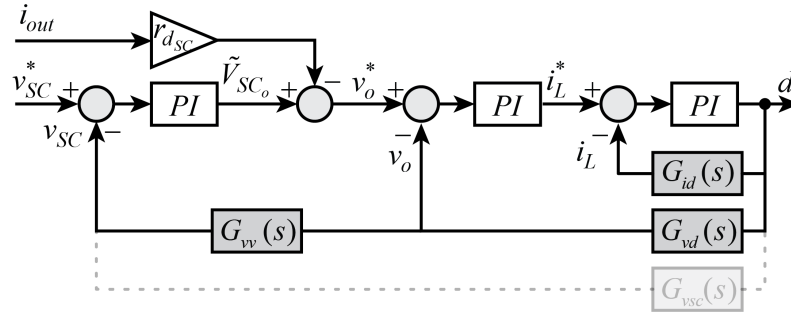 i_out
r_dSC
v*_SC + PI Ṽ_SCo + − v*_o + PI i*_L + PI d
v_SC −
− v_o
i_L −
G_id(s)
G_vv(s)
G_vd(s)
G_vsc(s)